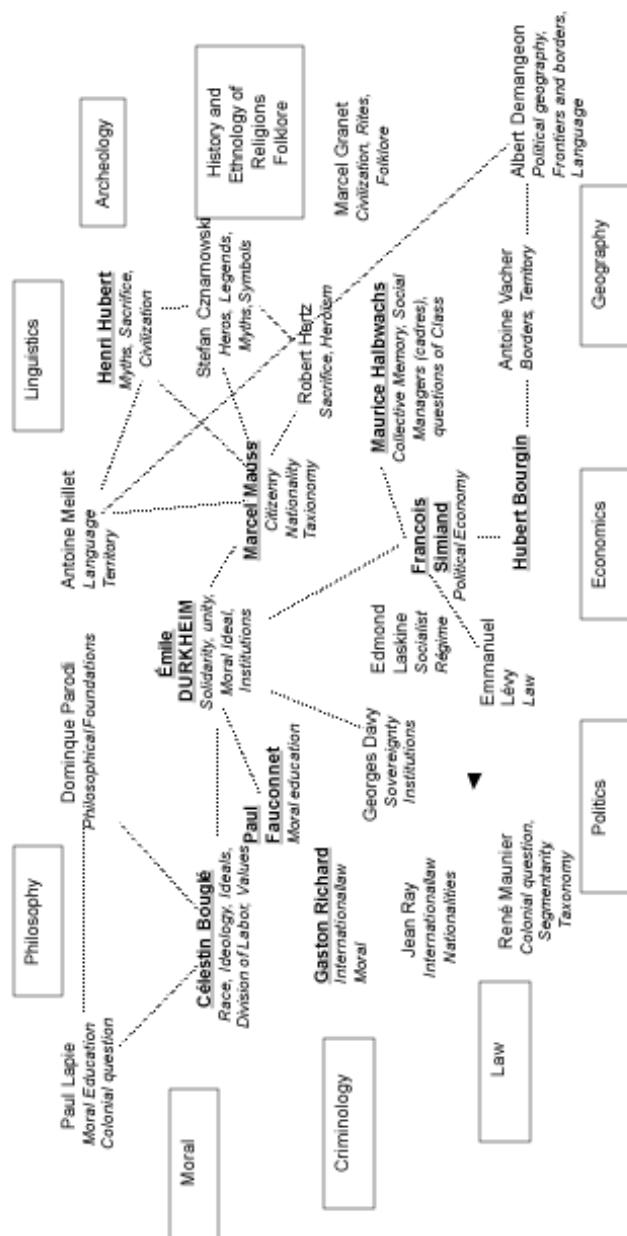 Philosophy
Linguistics
Paul Lapie
Moral Education
Colonial question
Dominque Parodi
Philosophical Foundations
Antoine Meillet
Language
Territory
Henri Hubert
Myths, Sacrifice,
Civilization
Archeology
Moral
Célestin Bouglé
Race, Ideology, Ideals,
Division of Labor, Values
Émile
DURKHEIM
Solidarity, unity,
Moral Ideal,
Institutions
Paul
Fauconnet
Moral education
Marcel Mauss
Citizenry
Nationality
Taxionomy
Stefan Cznarnowski
Heros, Legends,
Myths, Symbols
Robert Hertz
Sacrifice, Heroism
History and
Ethnology of
Religions
Folklore
Criminology
Gaston Richard
International law
Moral
Maurice Halbwachs
Collective Memory, Social
Managers (cadres),
questions of Class
Marcel Granet
Civilization, Rites,
Folklore
Jean Ray
International law
Nationalities
Georges Davy
Sovereignty
Institutions
Edmond
Laskine
Socialist
Régime
Francois
Simiand
Political Economy
Law
René Maunier
Colonial question,
Segmentarity,
Taxonomy
Emmanuel
Lévy
Law
Hubert Bourgin
Antoine Vacher
Borders, Territory
Albert Demangeon
Political geography,
Frontiers and borders,
Language
Politics
Economics
Geography